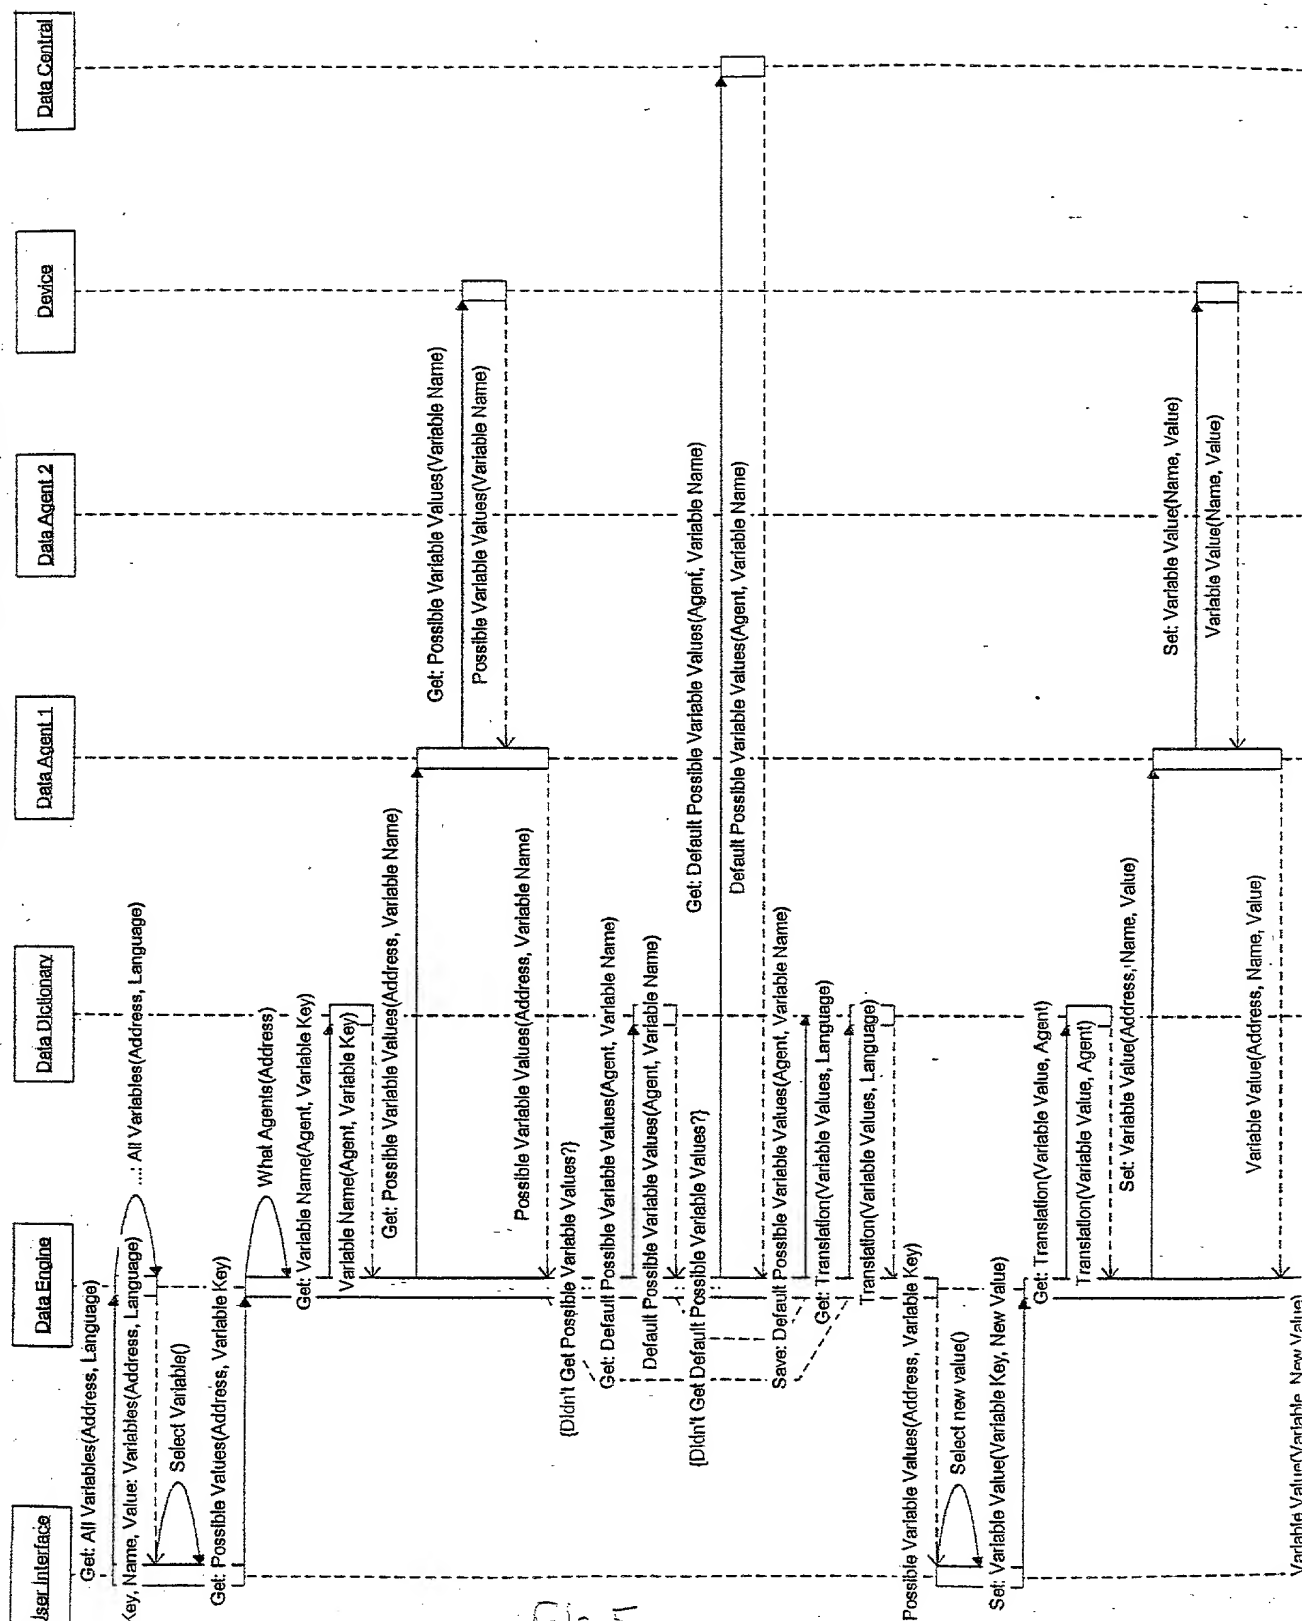 User Interface
Data Engine
Data Dictionary
Data Agent 1
Data Agent 2
Device
Data Central
Get: All Variables(Address, Language)
...: All Variables(Address, Language)
Key, Name, Value: Variables(Address, Language)
Select Variable()
Get: Possible Values(Address, Variable Key)
What Agents(Address)
Get: Variable Name(Agent, Variable Key)
Variable Name(Agent, Variable Key)
Get: Possible Variable Values(Address, Variable Name)
Get: Possible Variable Values(Variable Name)
Possible Variable Values(Variable Name)
Possible Variable Values(Address, Variable Name)
{Didn't Get Possible Variable Values?}
Get: Default Possible Variable Values(Agent, Variable Name)
Default Possible Variable Values(Agent, Variable Name)
{Didn't Get Default Possible Variable Values?}
Get: Default Possible Variable Values(Agent, Variable Name)
Default Possible Variable Values(Agent, Variable Name)
Save: Default Possible Variable Values(Agent, Variable Name)
Get: Translation(Variable Values, Language)
Translation(Variable Values, Language)
Possible Variable Values(Address, Variable Key)
Select new value()
Set: Variable Value(Variable Key, New Value)
Get: Translation(Variable Value, Agent)
Translation(Variable Value, Agent)
Set: Variable Value(Address, Name, Value)
Set: Variable Value(Name, Value)
Variable Value(Name, Value)
Variable Value(Address, Name, Value)
Variable Value(Variable, New Value)